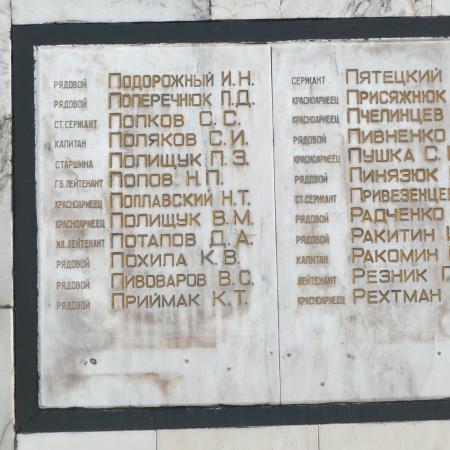 РЯДОВОЙ ПОДОРОЖНЫЙ И.Н.
РЯДОВОЙ ПОПЕРЕЧНЮК П.Д.
СТ.СЕРЖАНТ ПОПКОВ С.С.
КАПИТАН ПОЛЯКОВ С.И.
СТАРШИНА ПОЛИЩУК П.З.
ГВ.ЛЕЙТЕНАНТ ПОПОВ Н.П.
КРАСНОАРМЕЕЦ ПОПЛАВСКИЙ Н.Т.
КРАСНОАРМЕЕЦ ПОЛИЩУК В.М.
МЛ.ЛЕЙТЕНАНТ ПОТАПОВ Д.А.
РЯДОВОЙ ПОХИЛА К.В.
РЯДОВОЙ ПИВОВАРОВ В.С.
РЯДОВОЙ ПРИЙМАК К.Т.
СЕРЖАНТ ПЯТЕЦКИЙ
КРАСНОАРМЕЕЦ ПРИСЯЖНЮК
КРАСНОАРМЕЕЦ ПЧЕЛИНЦЕВ
РЯДОВОЙ ПИВНЕНКО
КРАСНОАРМЕЕЦ ПУШКА С.
РЯДОВОЙ ПИНЯЗЮК
СТ.СЕРЖАНТ ПРИВЕЗЕНЦЕ
РЯДОВОЙ РАДЧЕНКО
РЯДОВОЙ РАКИТИН
КАПИТАН РАКОМИН
ЛЕЙТЕНАНТ РЕЗНИК
КРАСНОАРМЕЕЦ РЕХТМАН